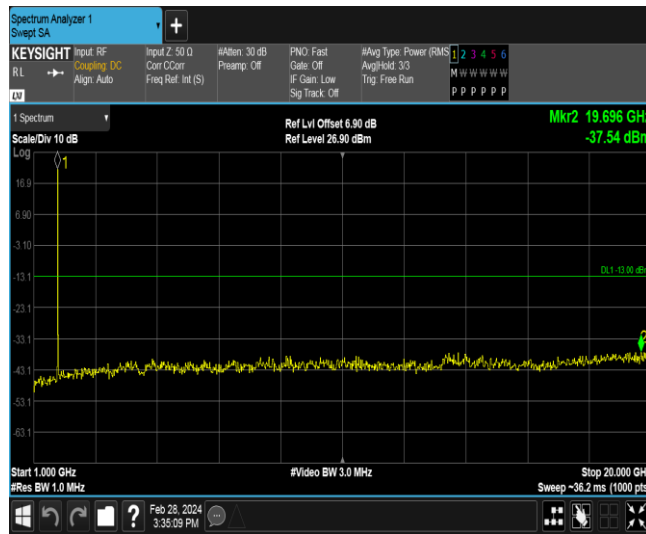 Spectrum Analyzer 1
Swept SA
+
KEYSIGHT
RL
LXI
Input: RF
Coupling: DC
Align: Auto
Input Z: 50 Ω
Corr CCorr
Freq Ref: Int (S)
#Atten: 30 dB
Preamp: Off
PNO: Fast
Gate: Off
IF Gain: Low
Sig Track: Off
#Avg Type: Power (RMS
Avg|Hold: 3/3
Trig: Free Run
1 2 3 4 5 6
M W W W W W
P P P P P P
1 Spectrum
Scale/Div 10 dB
Log
Ref Lvl Offset 6.90 dB
Ref Level 26.90 dBm
Mkr2 19.696 GHz
-37.54 dBm
1
16.9
6.90
-3.10
-13.1
DL1 -13.00 dBm
-23.1
-33.1
2
-43.1
-53.1
-63.1
Start 1.000 GHz
#Res BW 1.0 MHz
#Video BW 3.0 MHz
Stop 20.000 GH
Sweep ~36.2 ms (1000 pts
?
Feb 28, 2024
3:35:09 PM